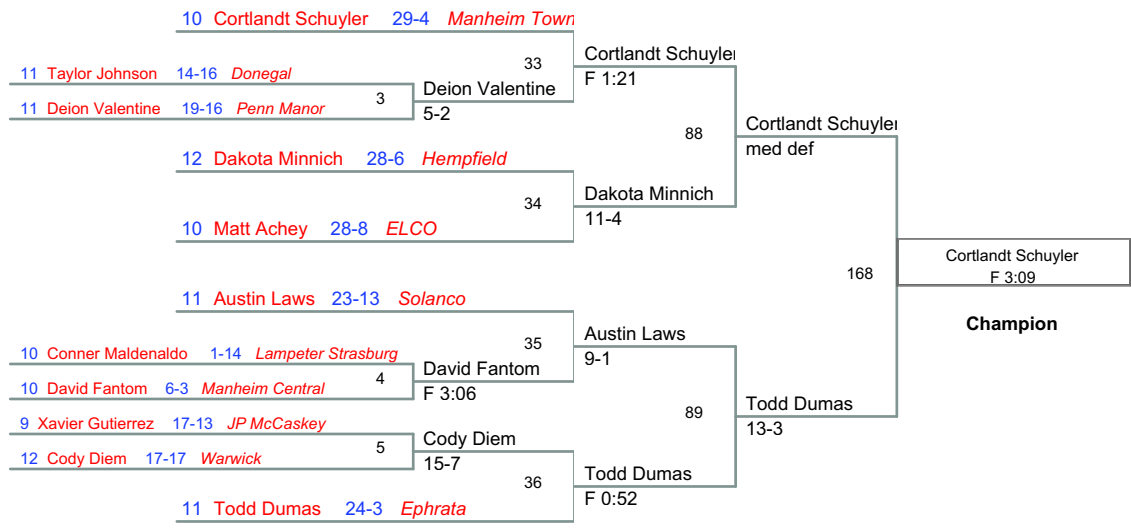 10 Cortlandt Schuyler 29-4 Manheim Town
33
Cortlandt Schuyler
F 1:21
11 Taylor Johnson 14-16 Donegal
3
Deion Valentine
5-2
11 Deion Valentine 19-16 Penn Manor
88
Cortlandt Schuyler
med def
12 Dakota Minnich 28-6 Hempfield
34
Dakota Minnich
11-4
10 Matt Achey 28-8 ELCO
168
Cortlandt Schuyler
F 3:09
Champion
11 Austin Laws 23-13 Solanco
35
Austin Laws
9-1
10 Conner Maldenaldo 1-14 Lampeter Strasburg
4
David Fantom
F 3:06
10 David Fantom 6-3 Manheim Central
89
Todd Dumas
13-3
9 Xavier Gutierrez 17-13 JP McCaskey
5
Cody Diem
15-7
12 Cody Diem 17-17 Warwick
36
Todd Dumas
F 0:52
11 Todd Dumas 24-3 Ephrata